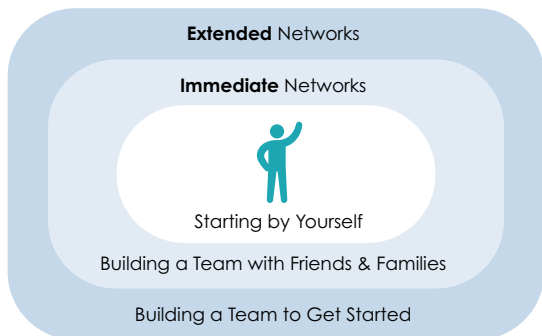 Extended Networks
Immediate Networks
Starting by Yourself
Building a Team with Friends & Families
Building a Team to Get Started